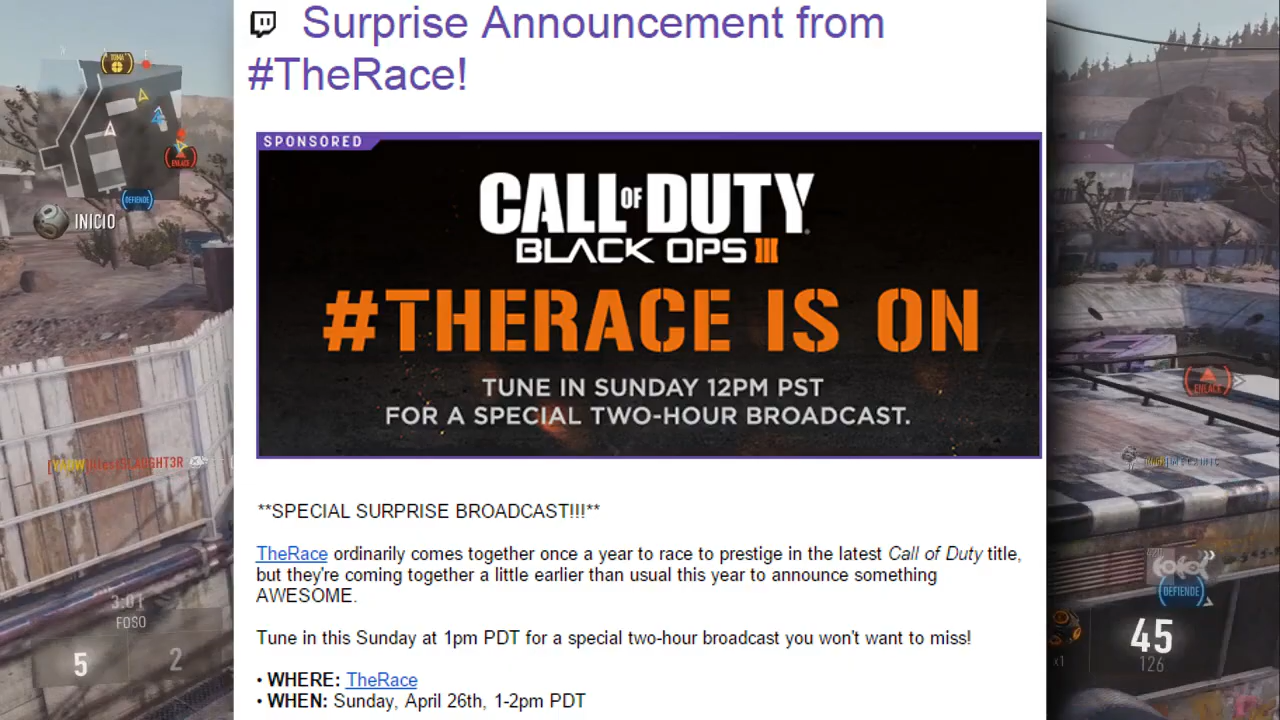 Surprise Announcement from
#TheRace!
SPONSORED
CALL OF DUTY
BLACK OPS III
#THERACE IS ON
TUNE IN SUNDAY 12PM PST
FOR A SPECIAL TWO-HOUR BROADCAST.
**SPECIAL SURPRISE BROADCAST!!!**
TheRace ordinarily comes together once a year to race to prestige in the latest Call of Duty title,
but they're coming together a little earlier than usual this year to announce something
AWESOME.
Tune in this Sunday at 1pm PDT for a special two-hour broadcast you won't want to miss!
• WHERE: TheRace
• WHEN: Sunday, April 26th, 1-2pm PDT
ENLACE
DEFIENDE
INICIO
3:01
FOSO
5
2
ENLACE
DEFIENDE
x1
45
126